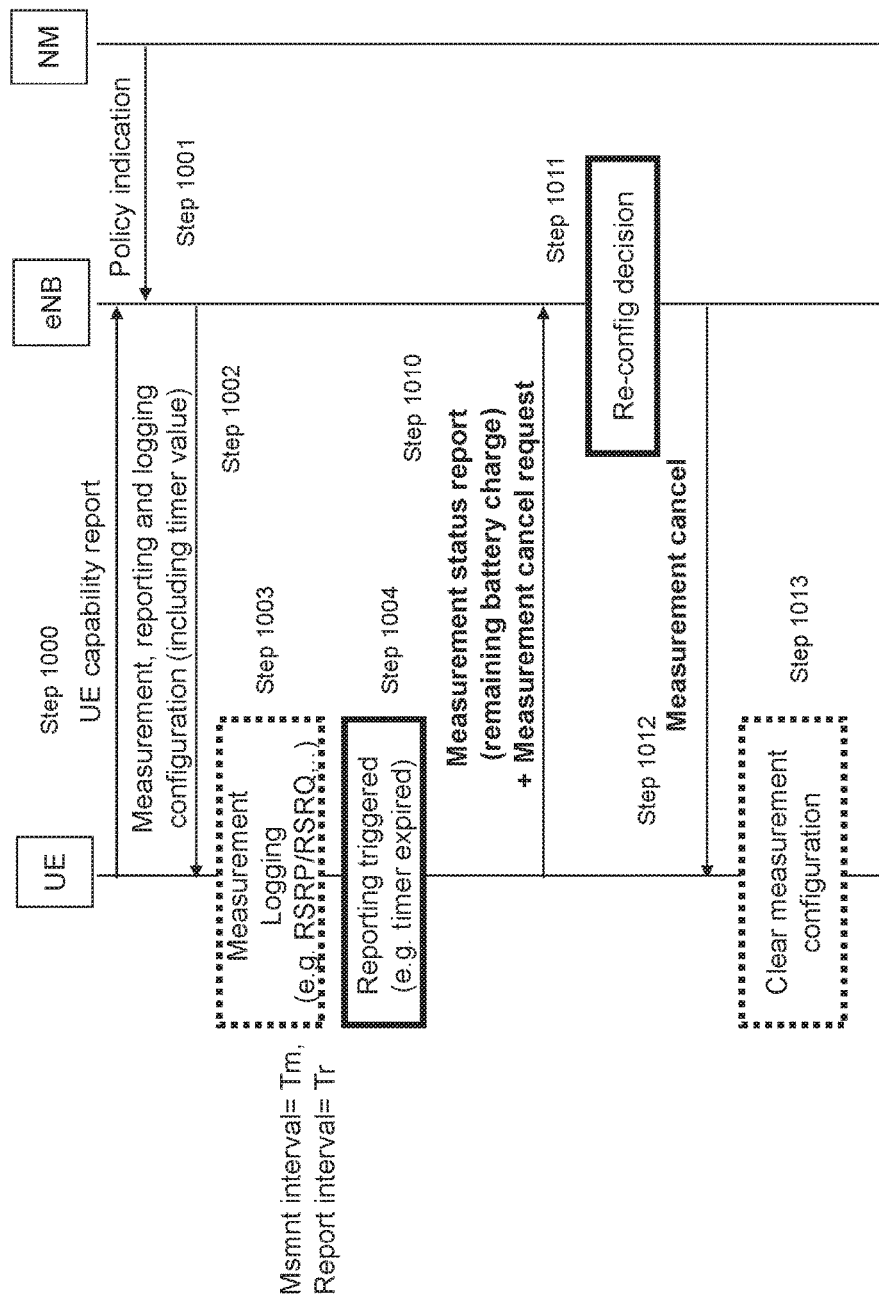 UE
eNB
NM
Step 1000
UE capability report
Policy indication
Step 1001
Measurement, reporting and logging
configuration (including timer value)
Step 1002
Msmnt interval= Tm,
Report interval= Tr
Measurement
Logging
(e.g. RSRP/RSRQ...)
Step 1003
Reporting triggered
(e.g. timer expired)
Step 1004
Step 1010
Measurement status report
(remaining battery charge)
+ Measurement cancel request
Step 1011
Re-config decision
Step 1012
Measurement cancel
Clear measurement
configuration
Step 1013